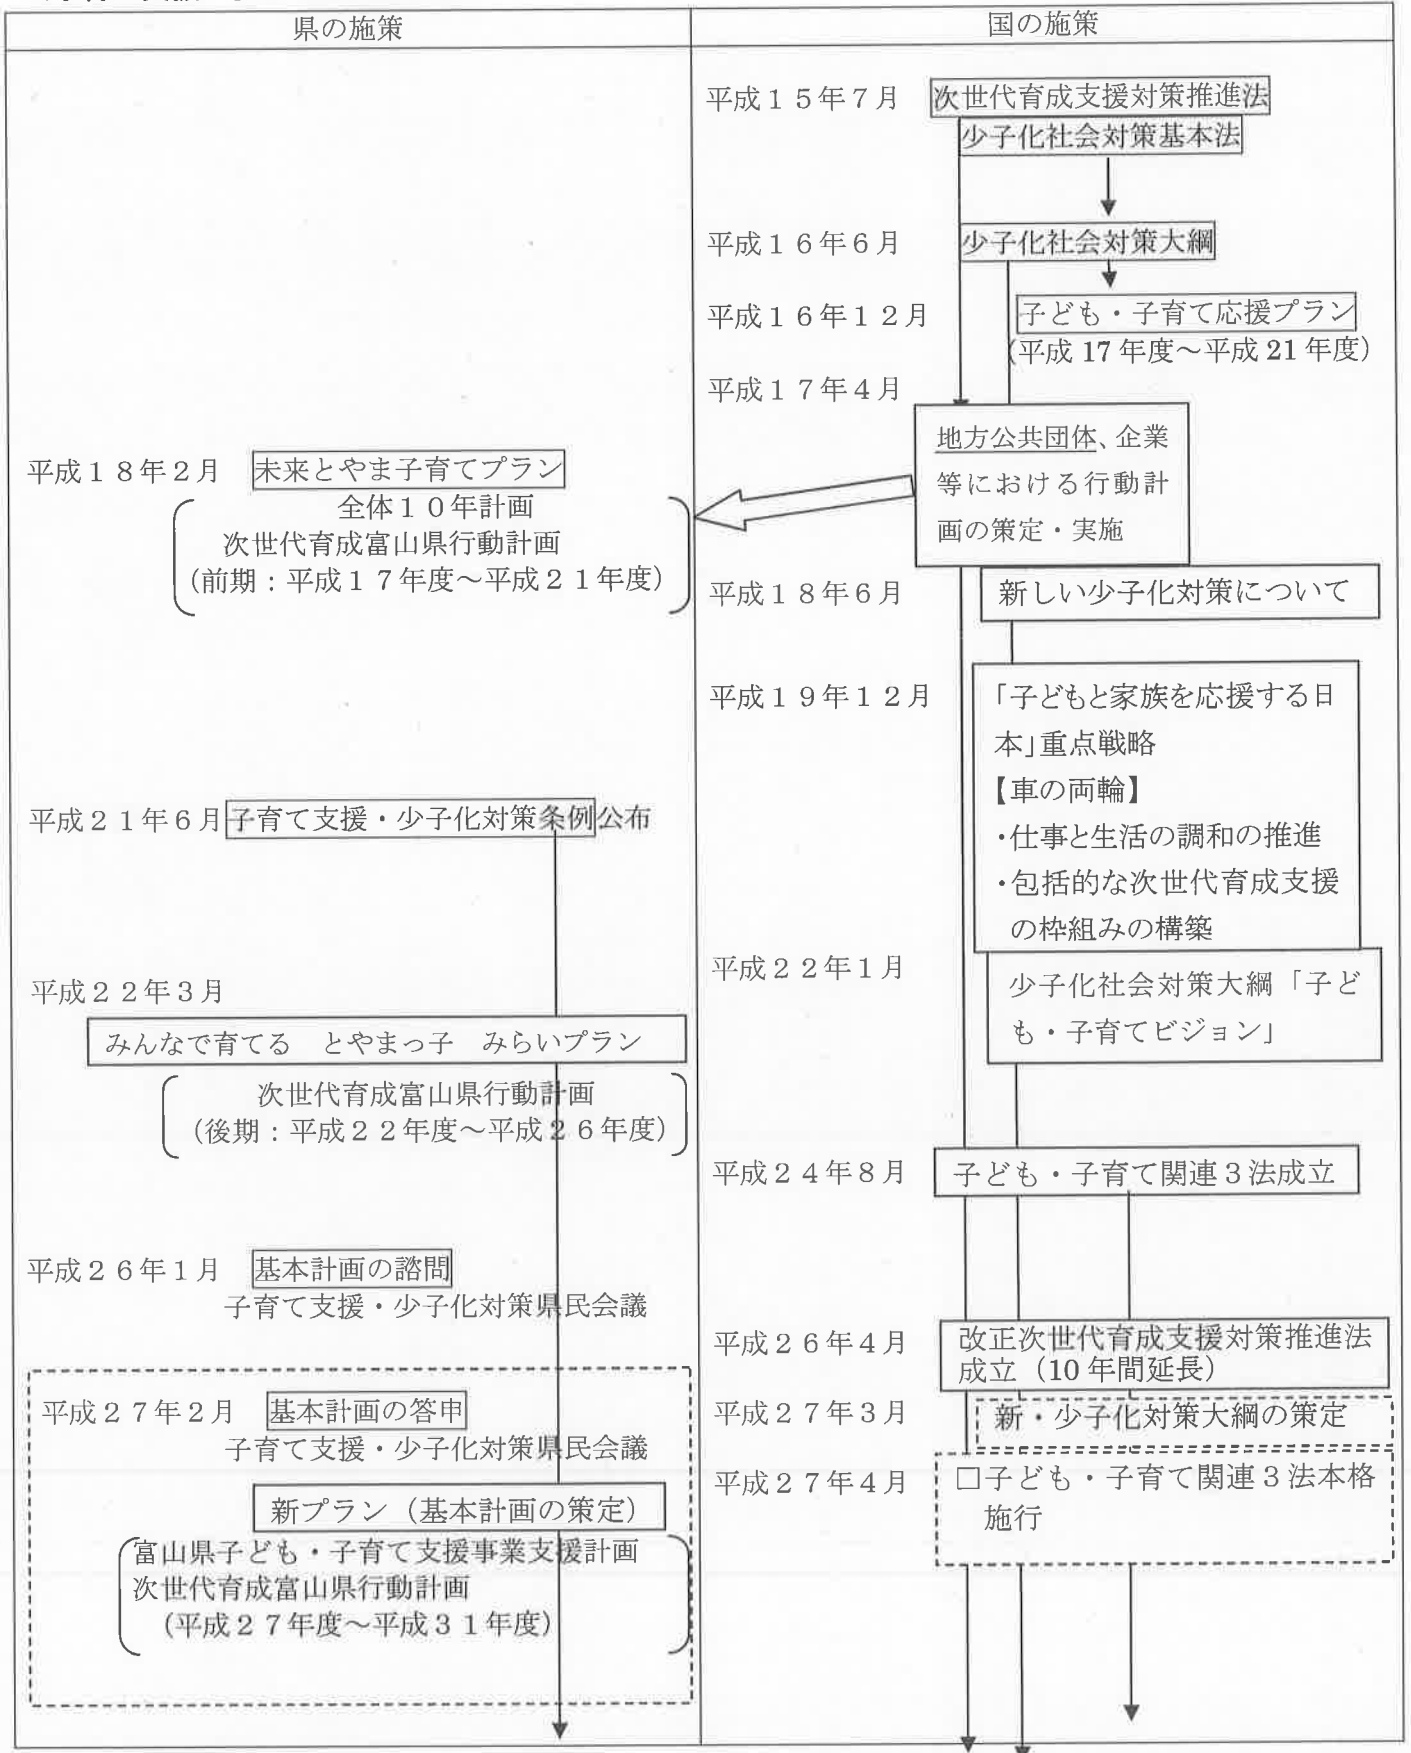 県の施策
平成18年2月 未来とやま子育てプラン
全体10年計画
次世代育成富山県行動計画
(前期：平成17年度～平成21年度)
平成21年6月 子育て支援・少子化対策条例公布
平成22年3月
みんなで育てる　とやまっ子　みらいプラン
次世代育成富山県行動計画
(後期：平成22年度～平成26年度)
平成26年1月 基本計画の諮問
子育て支援・少子化対策県民会議
平成27年2月 基本計画の答申
子育て支援・少子化対策県民会議
新プラン（基本計画の策定）
富山県子ども・子育て支援事業支援計画
次世代育成富山県行動計画
(平成27年度～平成31年度)
国の施策
平成15年7月 次世代育成支援対策推進法
少子化社会対策基本法
平成16年6月 少子化社会対策大綱
平成16年12月 子ども・子育て応援プラン
(平成17年度～平成21年度)
平成17年4月
地方公共団体、企業
等における行動計
画の策定・実施
平成18年6月 新しい少子化対策について
平成19年12月 「子どもと家族を応援する日
本」重点戦略
【車の両輪】
・仕事と生活の調和の推進
・包括的な次世代育成支援
の枠組みの構築
平成22年1月
少子化社会対策大綱「子ど
も・子育てビジョン」
平成24年8月 子ども・子育て関連3法成立
平成26年4月 改正次世代育成支援対策推進法
成立（10年間延長）
平成27年3月 新・少子化対策大綱の策定
平成27年4月 □子ども・子育て関連3法本格
施行